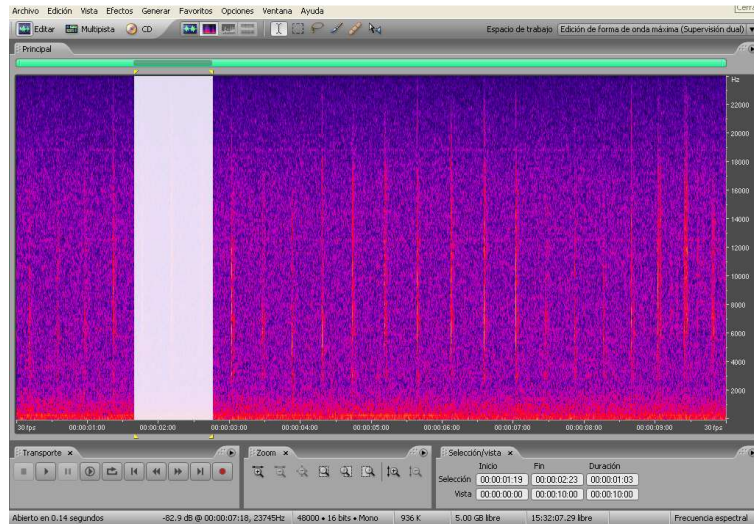 Archivo Edición Vista Efectos Generar Favoritos Opciones Ventana Ayuda
Editar Multipista CD Espacio de trabajo Edición de forma de onda máxima (Supervisión dual)
Principal
Hz
22000
20000
18000
16000
14000
12000
10000
8000
6000
4000
2000
30 fps 00:00:01:00 00:00:02:00 00:00:03:00 00:00:04:00 00:00:05:00 00:00:06:00 00:00:07:00 00:00:08:00 00:00:09:00 30 fps
Transporte Zoom Selección/vista
Inicio Fin Duración
Selección 00:00:01:19 00:00:02:23 00:00:01:03
Vista 00:00:00:00 00:00:10:00 00:00:10:00
Abierto en 0.14 segundos -82.9 dB @ 00:00:07:18, 23745Hz 48000 • 16 bits • Mono 936 K 5.00 GB libre 15:32:07.29 libre Frecuencia espectral